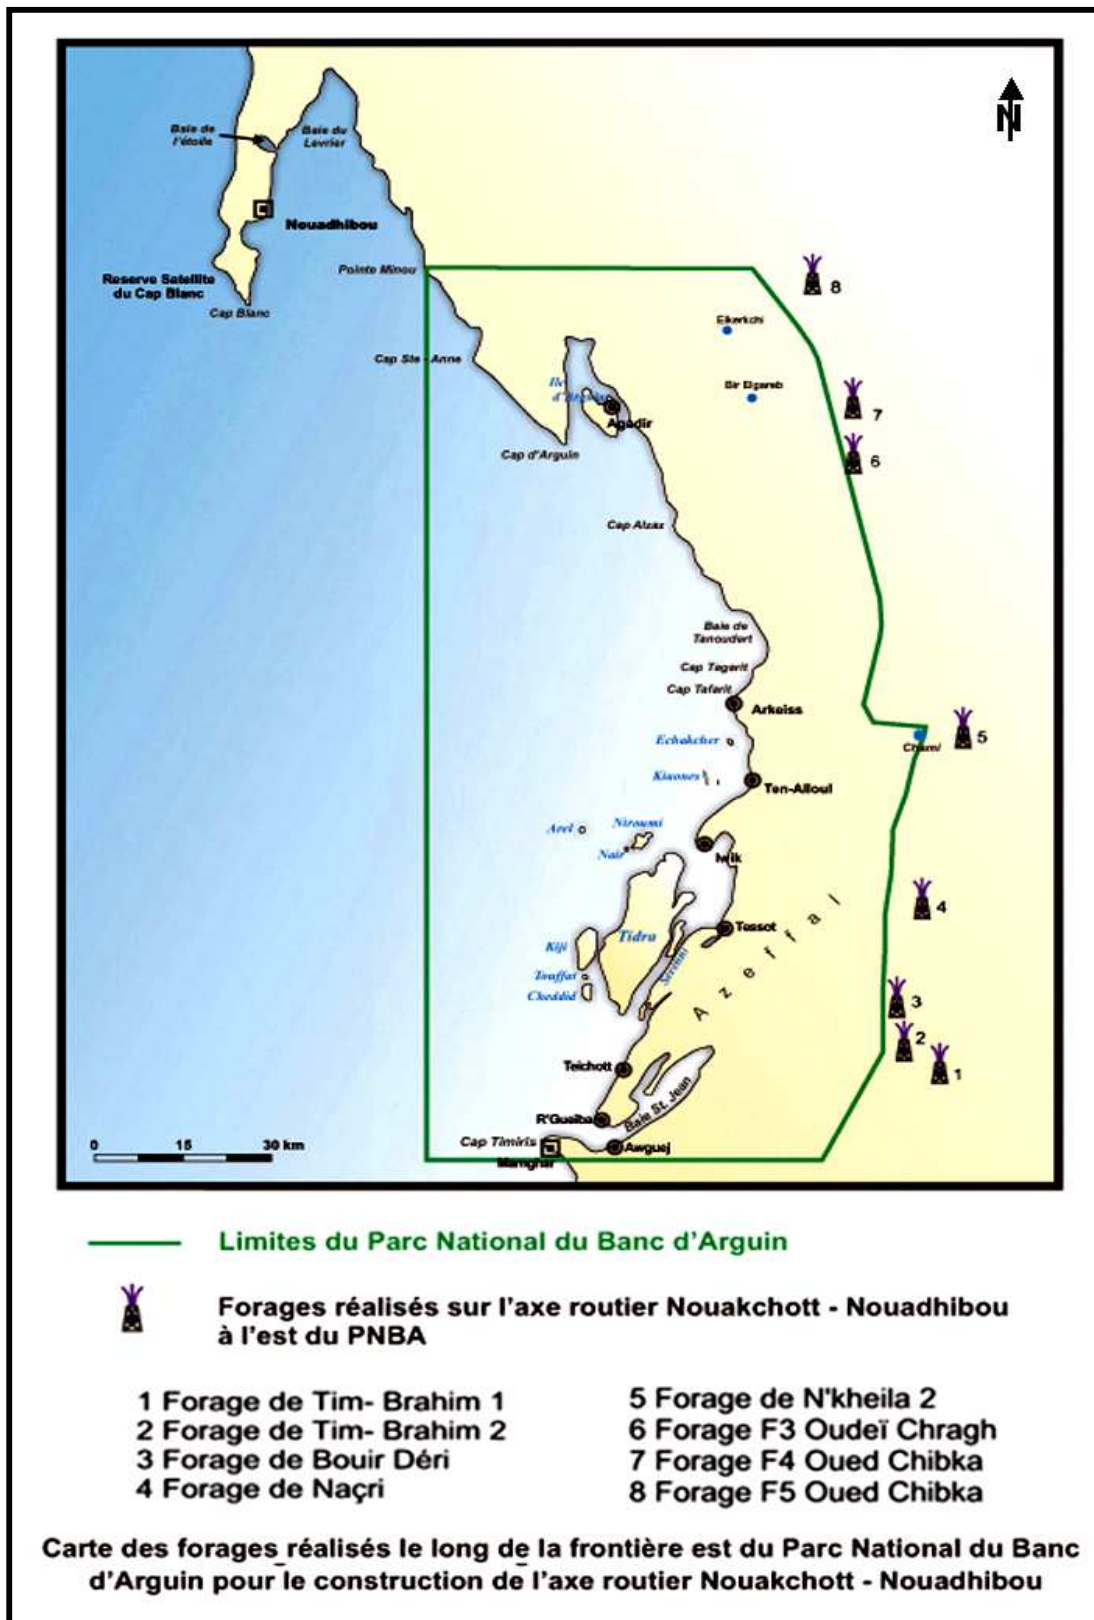 N
Baie de
l'étoile
Baie du
Levrier
Nouadhibou
Reserve Satellite
du Cap Blanc
Cap Blanc
Pointe Minou
8
Elkerkchi
Cap Ste - Anne
Ile
d'Arguin
Bir Elgareb
7
Agadir
Cap d'Arguin
6
Cap Alzaz
Baie de
Tanoudert
Cap Tagarit
Cap Tafarit
Arkeiss
Echakcher
5
Chami
Kiaones
Ten-Alloul
Arel
Niroumi
Nair
Iwik
4
Tessot
Tidra
Kiji
Serenni
Azeffal
Touffat
Cheddid
3
2
1
Teichott
R'Gueiba
Baie St. Jean
Cap Timiris
Mamghar
Awguej
0 15 30 km
Limites du Parc National du Banc d'Arguin
Forages réalisés sur l'axe routier Nouakchott - Nouadhibou
à l'est du PNBA
1 Forage de Tim- Brahim 1
2 Forage de Tim- Brahim 2
3 Forage de Bouir Déri
4 Forage de Naçri
5 Forage de N'kheila 2
6 Forage F3 Oudeï Chragh
7 Forage F4 Oued Chibka
8 Forage F5 Oued Chibka
Carte des forages réalisés le long de la frontière est du Parc National du Banc
d'Arguin pour le construction de l'axe routier Nouakchott - Nouadhibou